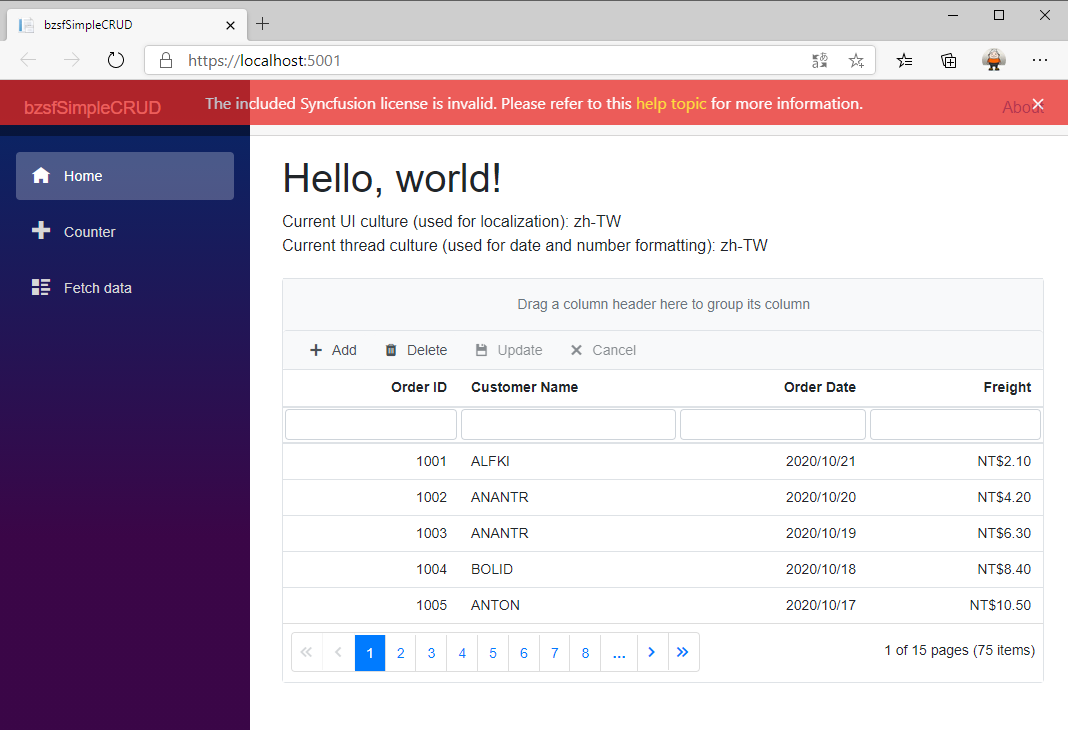 bzsfSimpleCRUD
https://localhost:5001
bzsfSimpleCRUD
The included Syncfusion license is invalid. Please refer to this help topic for more information.
About
Home
Counter
Fetch data
Hello, world!
Current UI culture (used for localization): zh-TW
Current thread culture (used for date and number formatting): zh-TW
Drag a column header here to group its column
Add Delete Update Cancel
Order ID Customer Name Order Date Freight
1001 ALFKI 2020/10/21 NT$2.10
1002 ANANTR 2020/10/20 NT$4.20
1003 ANANTR 2020/10/19 NT$6.30
1004 BOLID 2020/10/18 NT$8.40
1005 ANTON 2020/10/17 NT$10.50
1 2 3 4 5 6 7 8 ... 1 of 15 pages (75 items)